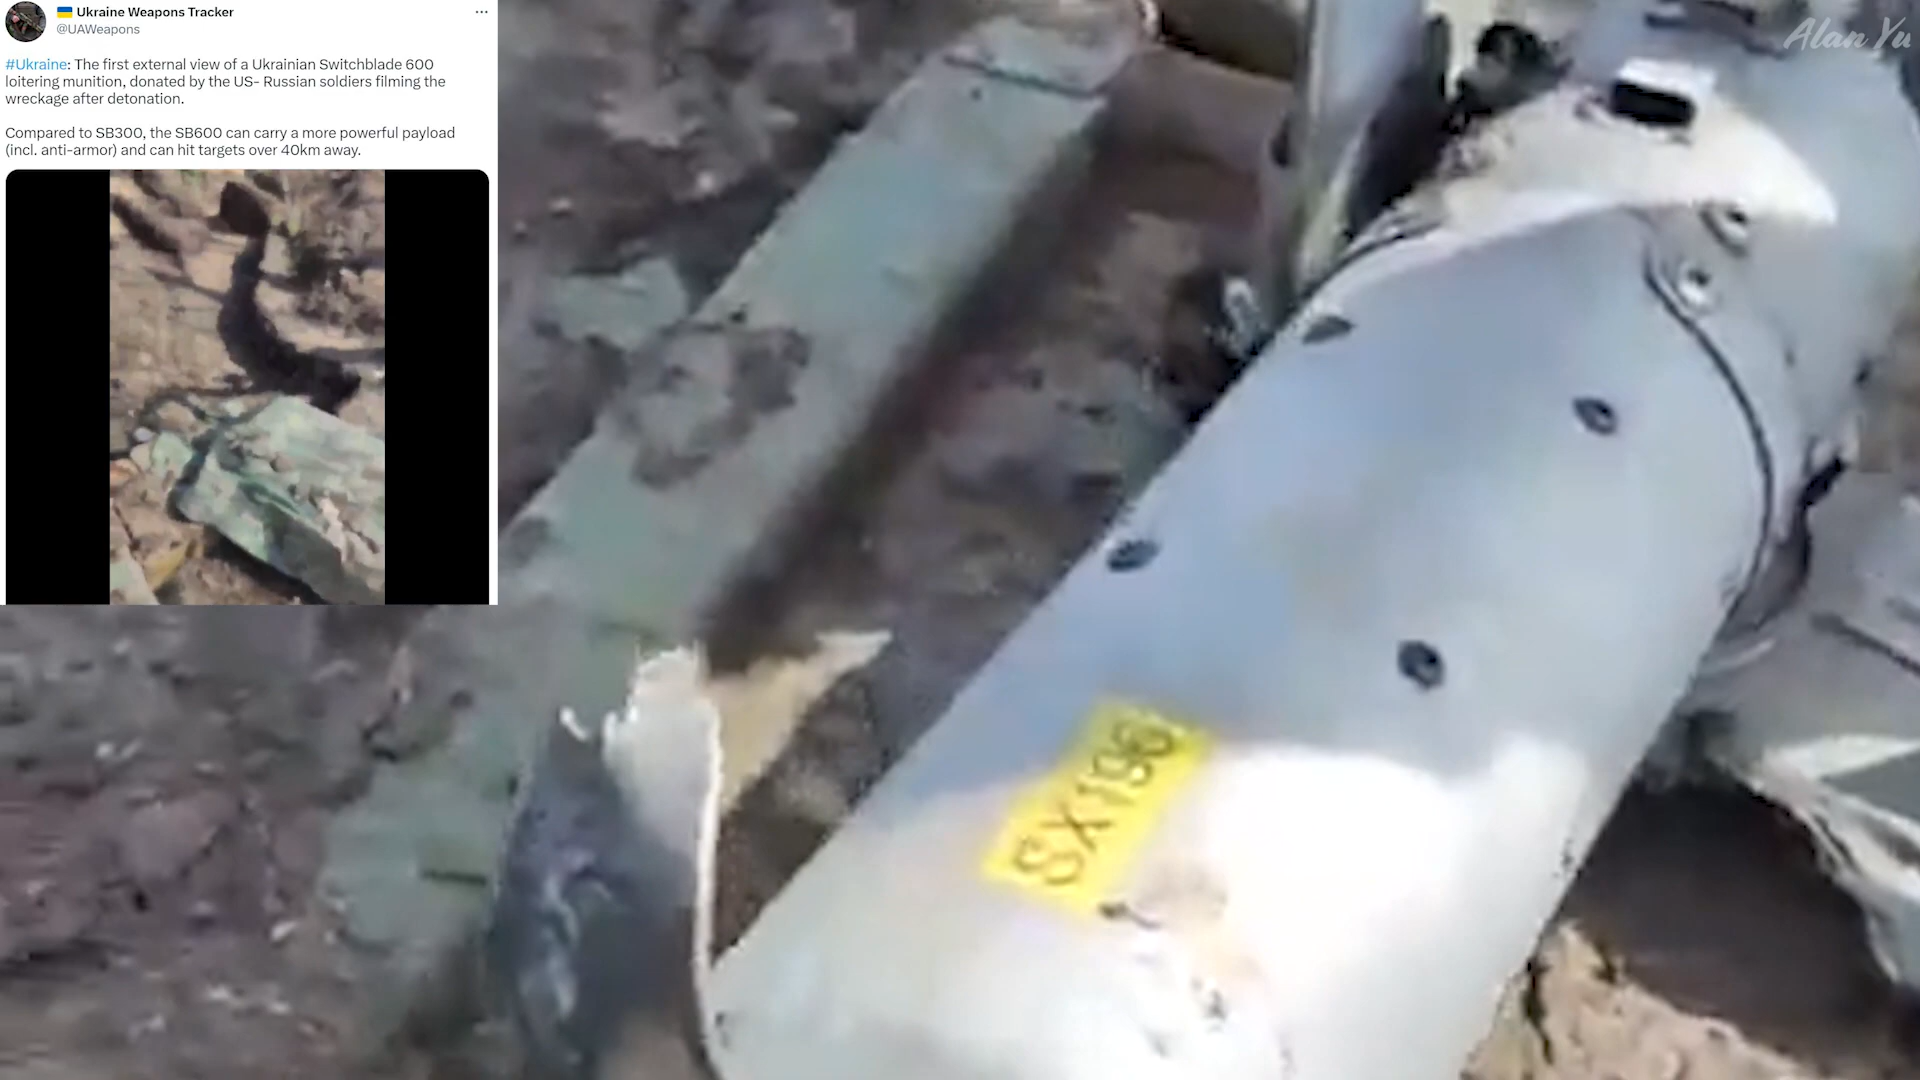 Ukraine Weapons Tracker
@UAWeapons
#Ukraine: The first external view of a Ukrainian Switchblade 600
loitering munition, donated by the US- Russian soldiers filming the
wreckage after detonation.
Compared to SB300, the SB600 can carry a more powerful payload
(incl. anti-armor) and can hit targets over 40km away.
Alan Yu
SX196